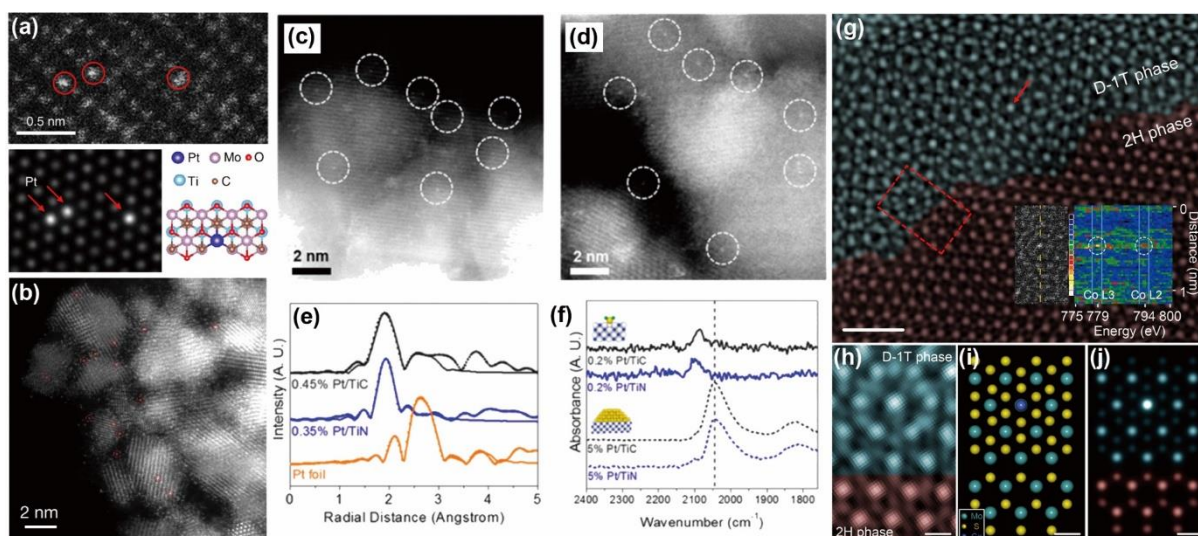 (a)
0.5 nm
Pt
Pt Mo O
Ti C
(b)
2 nm
(c)
2 nm
(d)
2 nm
(e)
Intensity (A. U.)
0.45% Pt/TiC
0.35% Pt/TiN
Pt foil
0 1 2 3 4 5
Radial Distance (Angstrom)
(f)
Absorbance (A. U.)
0.2% Pt/TiC
0.2% Pt/TiN
5% Pt/TiC
5% Pt/TiN
2400 2300 2200 2100 2000 1900 1800
Wavenumber (cm⁻¹)
(g)
D-1T phase
2H phase
0
1
Distance (nm)
Co L3 Co L2
775 779 794 800
Energy (eV)
(h)
D-1T phase
2H phase
(i)
Mo
S
(j)